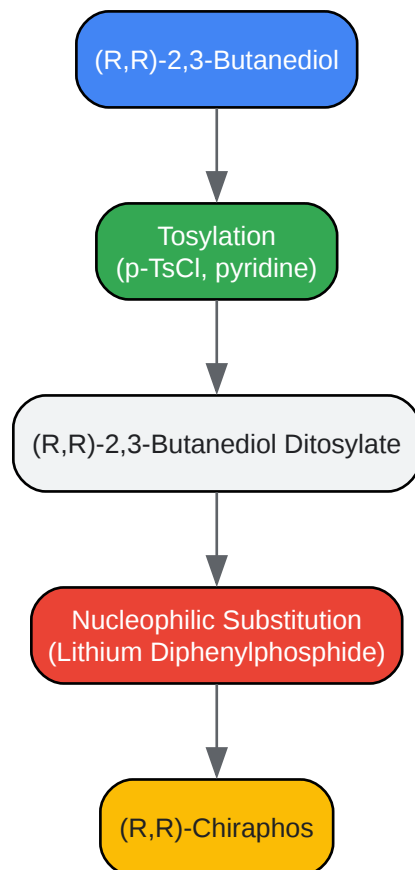 (R,R)-2,3-Butanediol
Tosylation
(p-TsCl, pyridine)
(R,R)-2,3-Butanediol Ditosylate
Nucleophilic Substitution
(Lithium Diphenylphosphide)
(R,R)-Chiraphos